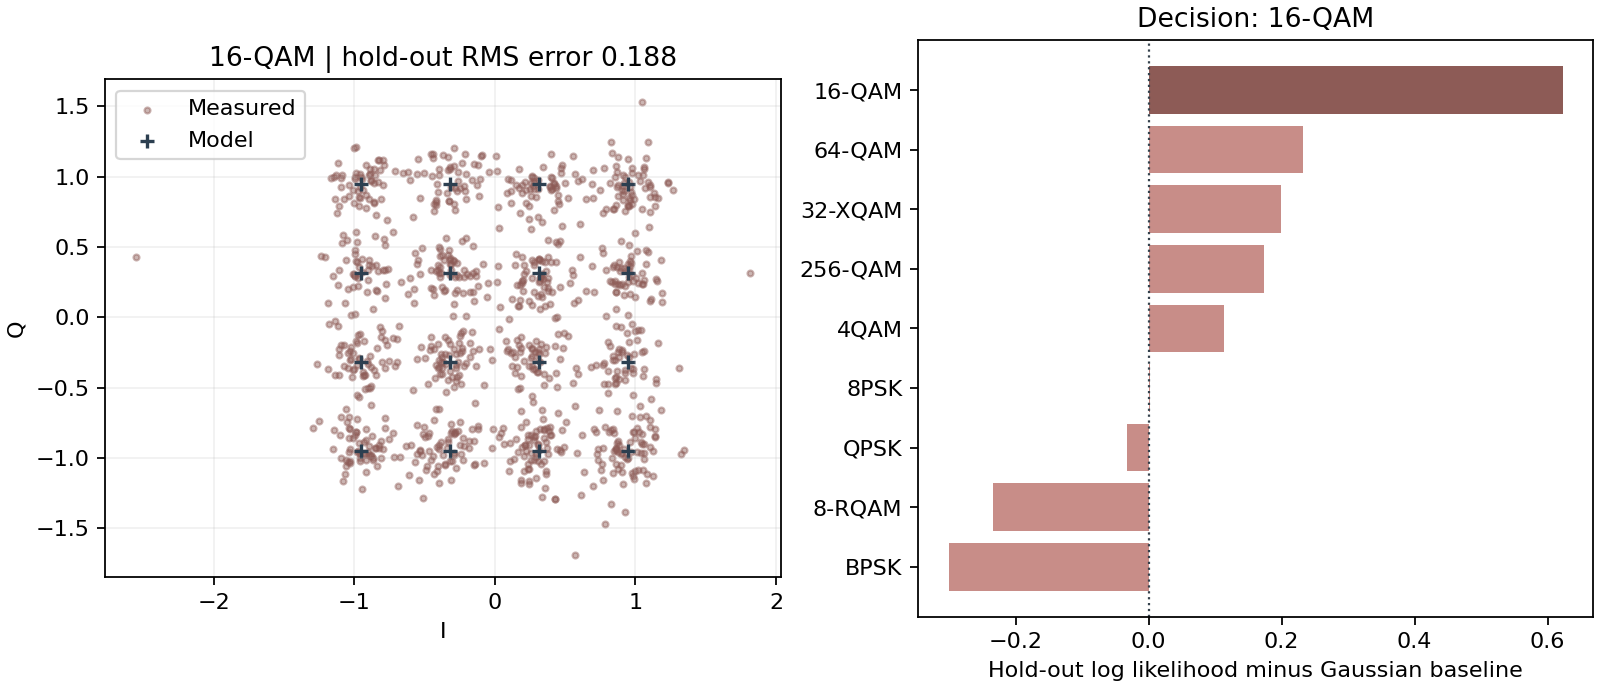 16-QAM | hold-out RMS error 0.188
Measured
Model
1.5
1.0
0.5
0.0
−0.5
−1.0
−1.5
Q
−2
−1
0
1
2
I
Decision: 16-QAM
16-QAM
64-QAM
32-XQAM
256-QAM
4QAM
8PSK
QPSK
8-RQAM
BPSK
−0.2
0.0
0.2
0.4
0.6
Hold-out log likelihood minus Gaussian baseline